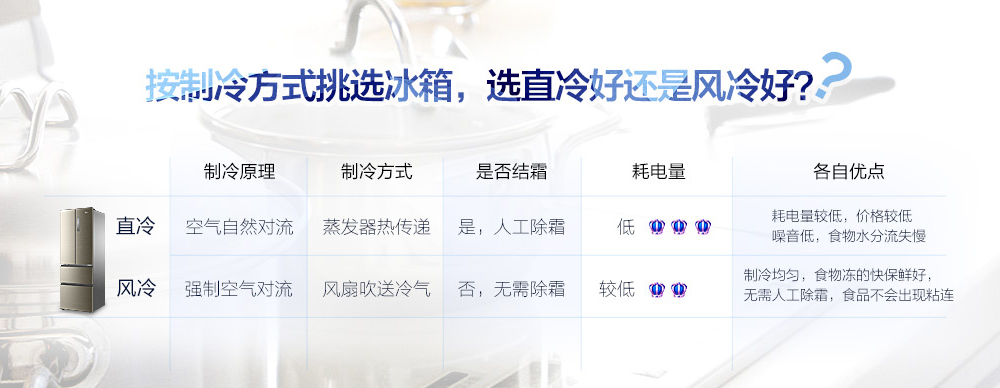 按制冷方式挑选冰箱，选直冷好还是风冷好??
制冷原理 制冷方式 是否结霜 耗电量 各自优点
直冷 空气自然对流 蒸发器热传递 是，人工除霜 低 耗电量较低，价格较低
噪音低，食物水分流失慢
风冷 强制空气对流 风扇吹送冷气 否，无需除霜 较低 制冷均匀，食物冻的快保鲜好，
无需人工除霜，食品不会出现粘连